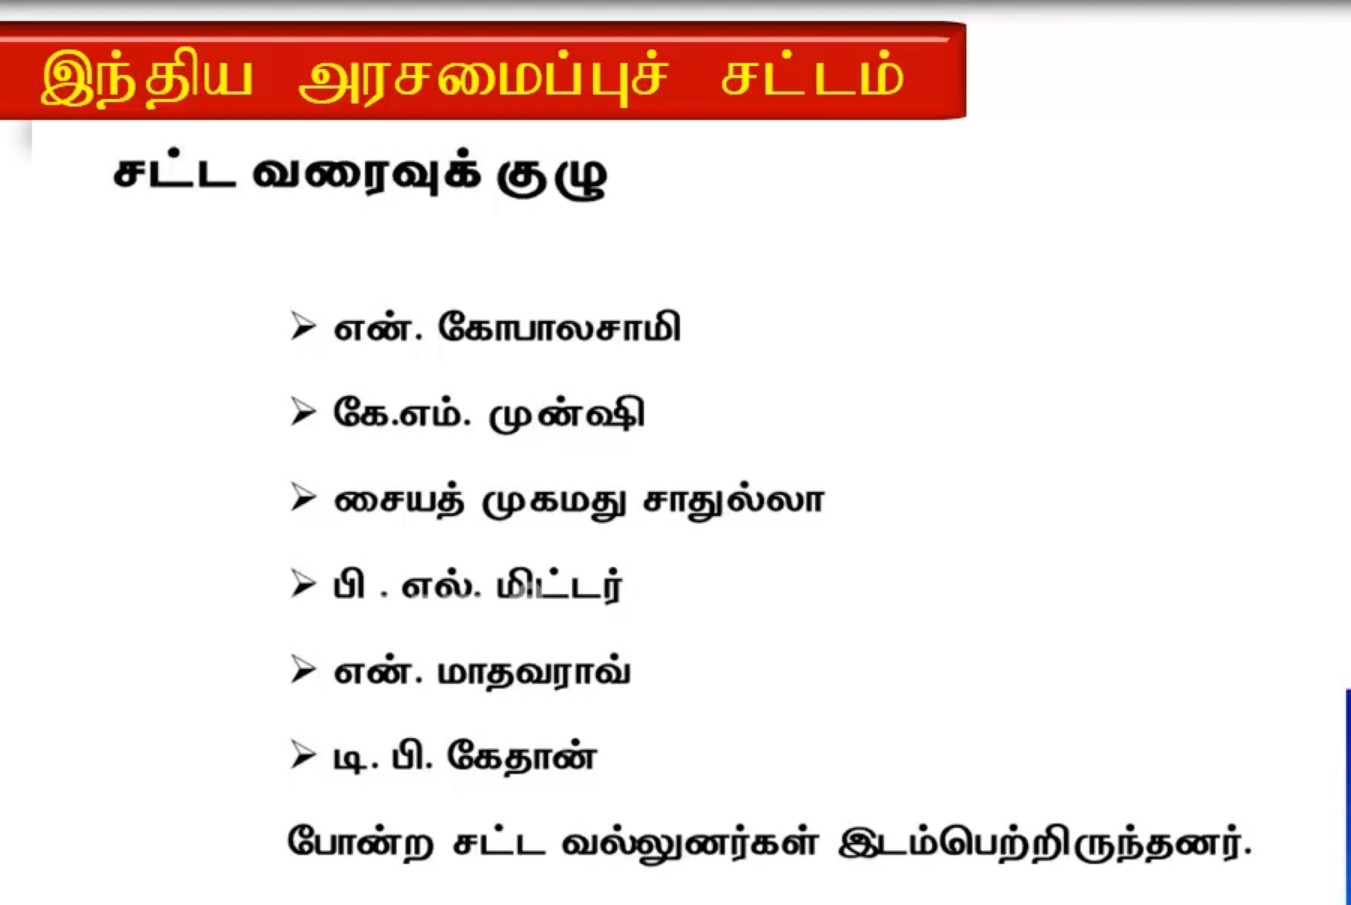 இந்திய அரசமைப்புச் சட்டம்
சட்ட வரைவுக் குழு
➢ என். கோபாலசாமி
➢ கே.எம். முன்ஷி
➢ சையத் முகமது சாதுல்லா
➢ பி . எல். மிட்டர்
➢ என். மாதவராவ்
➢ டி. பி. கேதான்
போன்ற சட்ட வல்லுனர்கள் இடம்பெற்றிருந்தனர்.